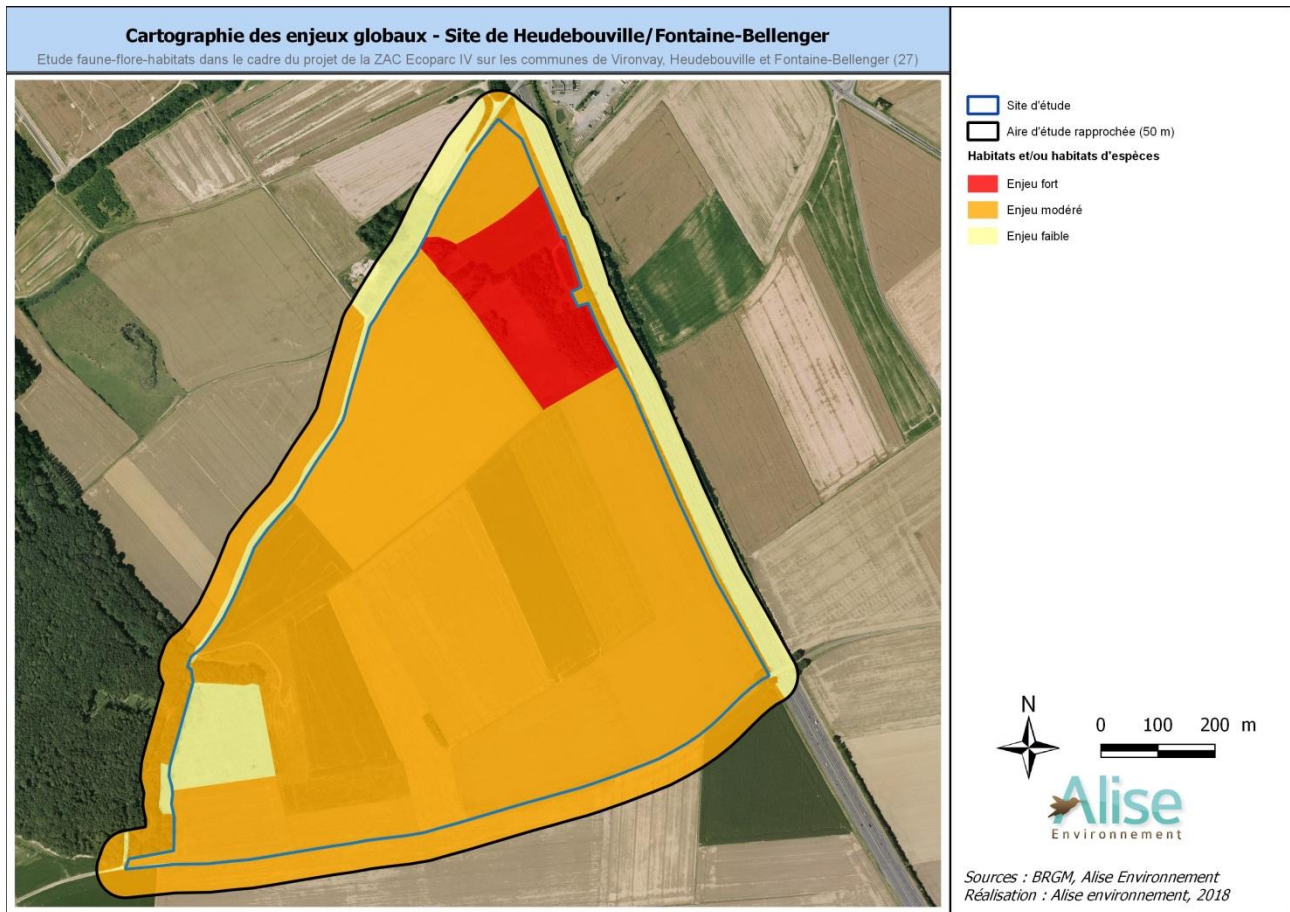 Cartographie des enjeux globaux - Site de Heudebouville/Fontaine-Bellenger
Etude faune-flore-habitats dans le cadre du projet de la ZAC Ecoparc IV sur les communes de Vironvay, Heudebouville et Fontaine-Bellenger (27)
Site d'étude
Aire d'étude rapprochée (50 m)
Habitats et/ou habitats d'espèces
Enjeu fort
Enjeu modéré
Enjeu faible
N
0 100 200 m
Alise
Environnement
Sources : BRGM, Alise Environnement
Réalisation : Alise environnement, 2018